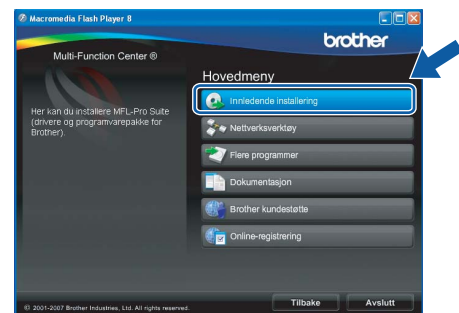 Macromedia Flash Player 8
brother
Multi-Function Center ®
Hovedmeny
Her kan du installere MFL-Pro Suite
(drivere og programvarepakke for
Brother).
Innledende installering
Nettverksverktøy
Flere programmer
Dokumentasjon
Brother kundestøtte
Online-registrering
© 2001-2007 Brother Industries, Ltd. All rights reserved.
Tilbake
Avslutt